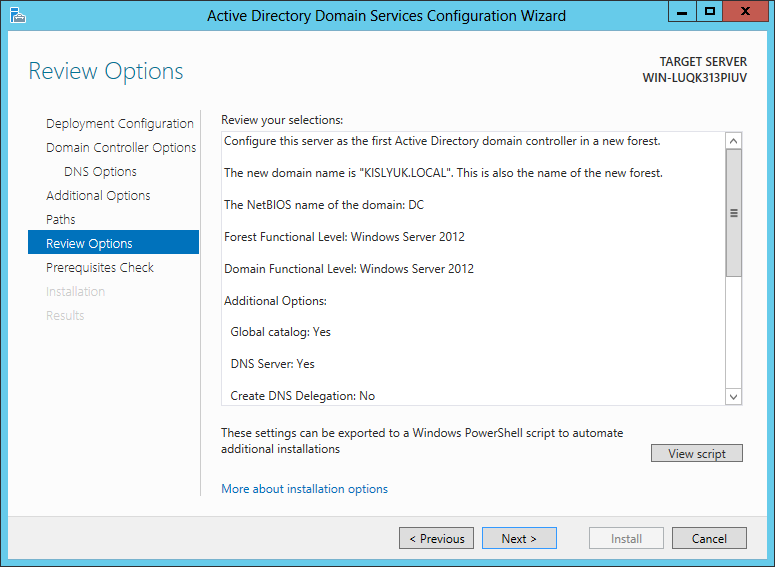 Active Directory Domain Services Configuration Wizard
Review Options
TARGET SERVER
WIN-LUQK313PIUV
Deployment Configuration
Domain Controller Options
DNS Options
Additional Options
Paths
Review Options
Prerequisites Check
Installation
Results
Review your selections:
Configure this server as the first Active Directory domain controller in a new forest.
The new domain name is "KISLYUK.LOCAL". This is also the name of the new forest.
The NetBIOS name of the domain: DC
Forest Functional Level: Windows Server 2012
Domain Functional Level: Windows Server 2012
Additional Options:
Global catalog: Yes
DNS Server: Yes
Create DNS Delegation: No
These settings can be exported to a Windows PowerShell script to automate
additional installations
View script
More about installation options
< Previous
Next >
Install
Cancel